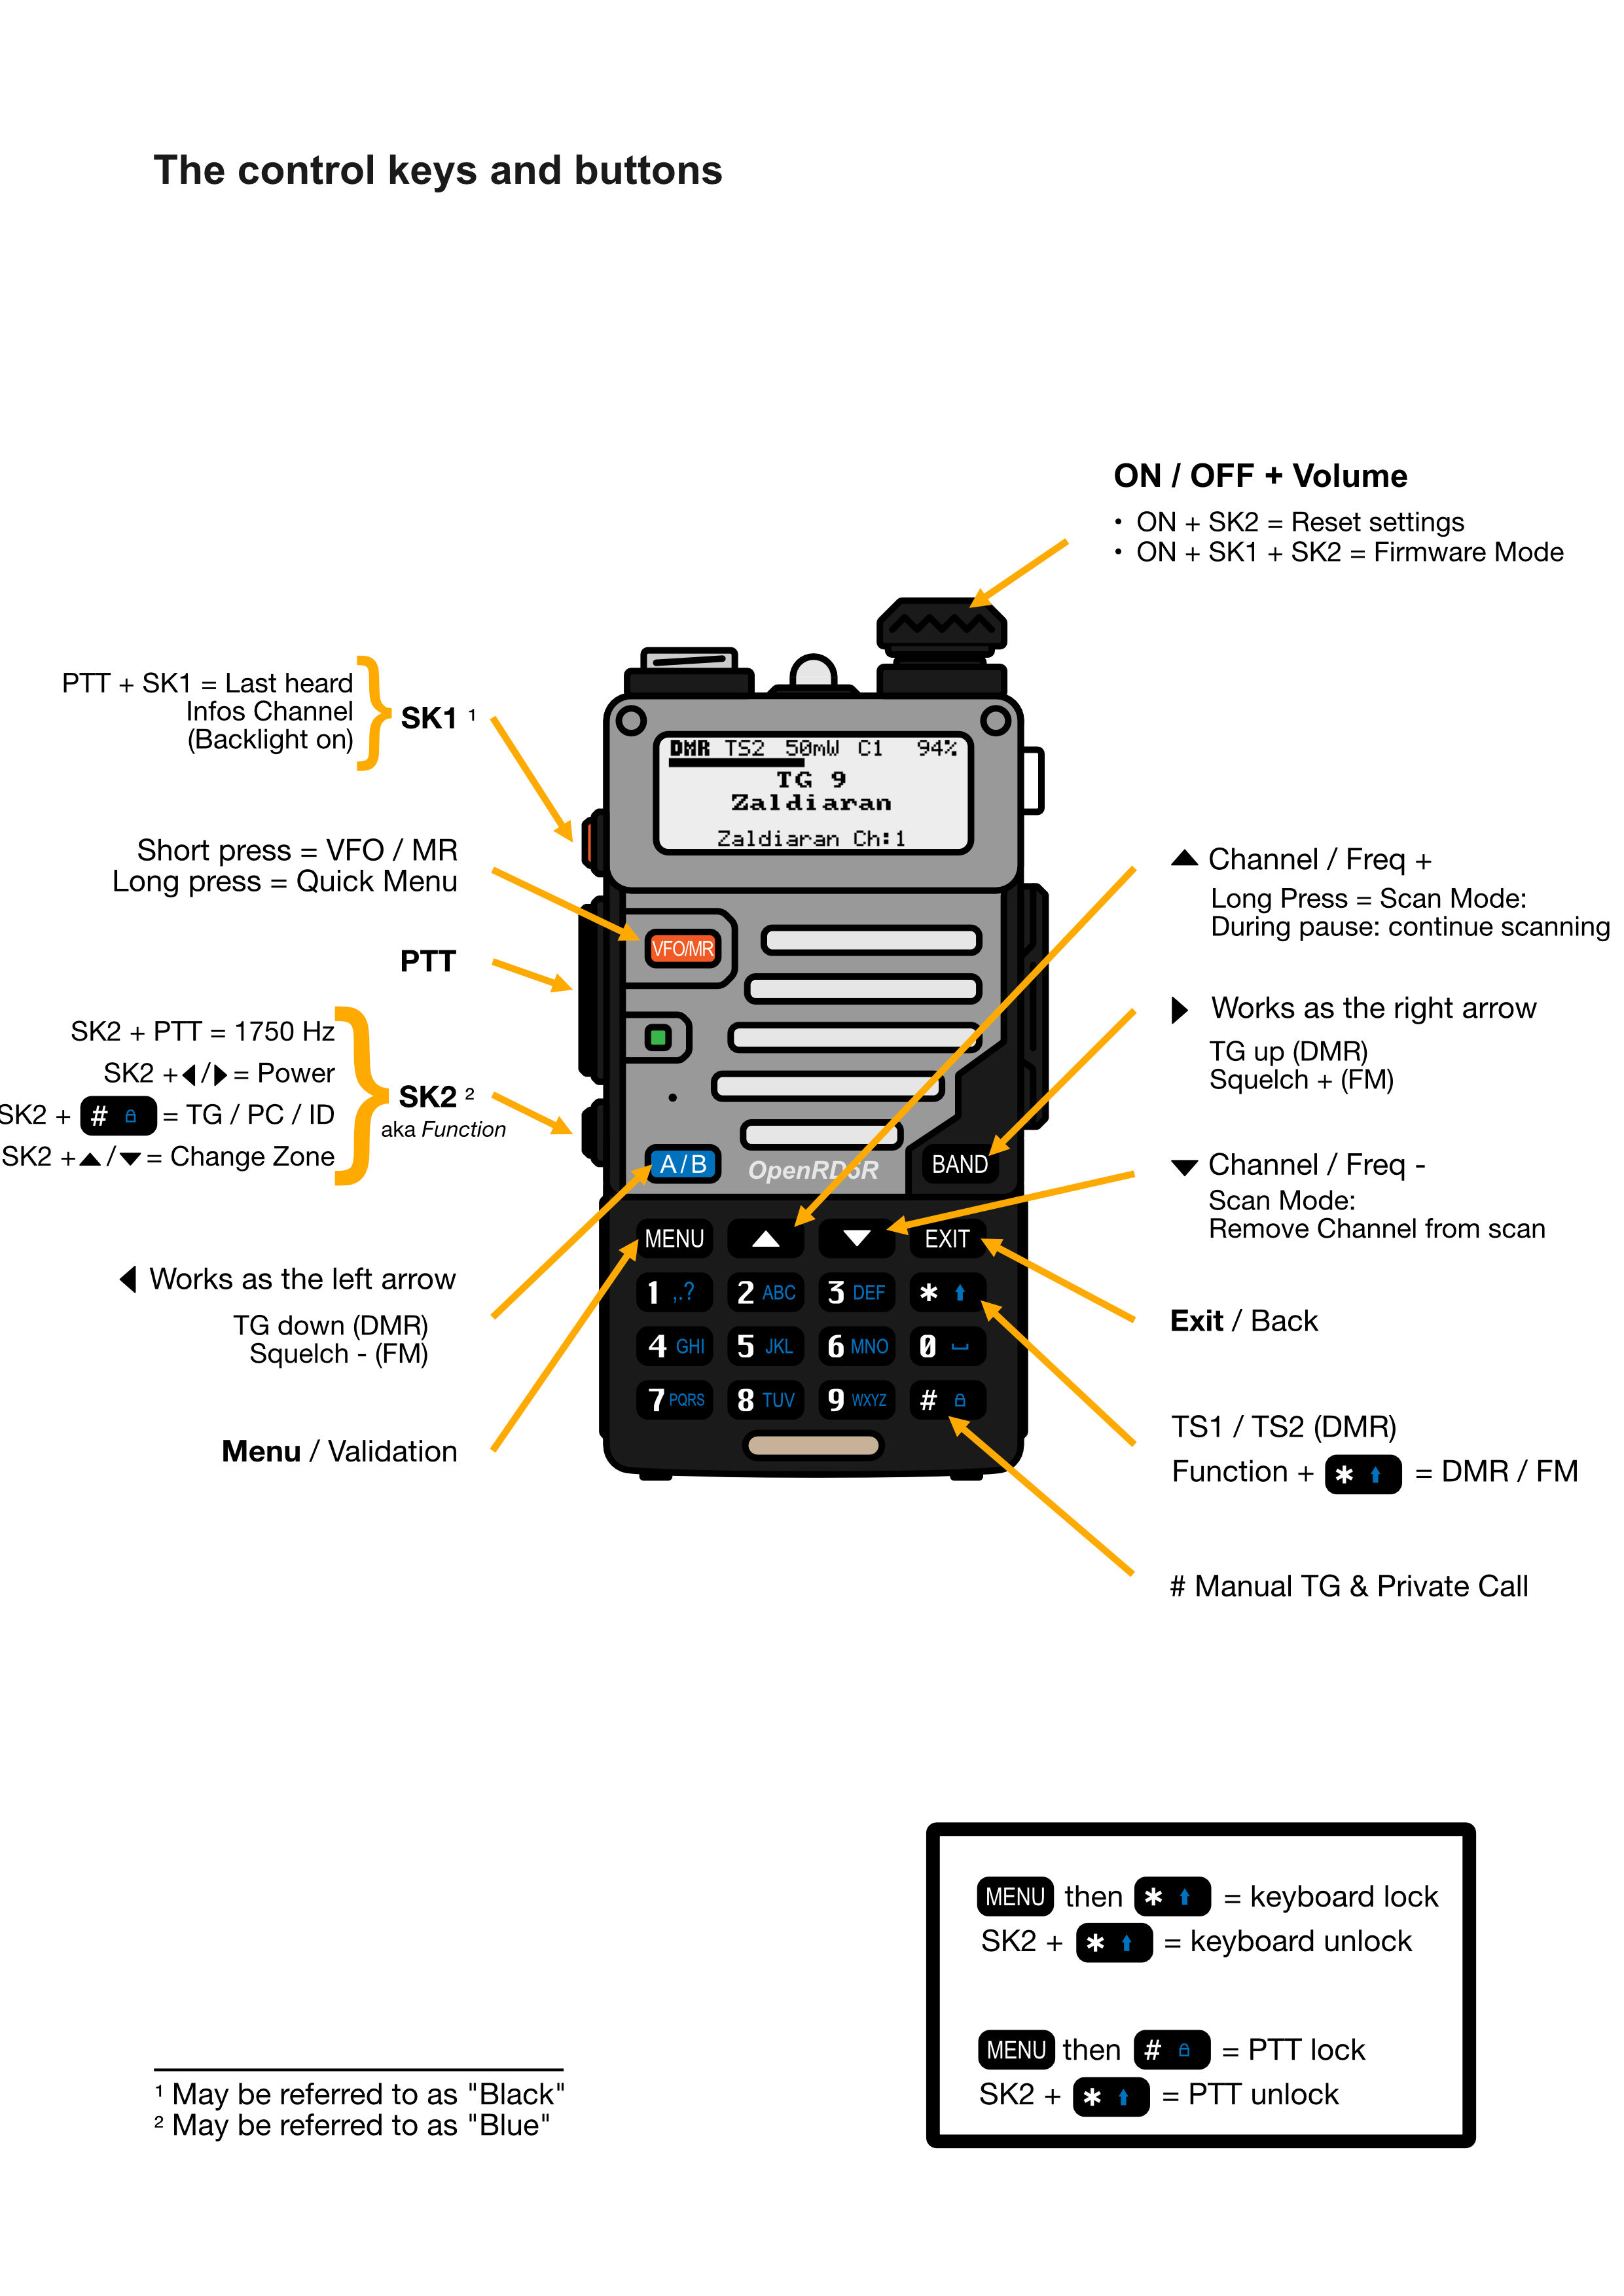 The control keys and buttons
ON / OFF + Volume
• ON + SK2 = Reset settings
• ON + SK1 + SK2 = Firmware Mode
PTT + SK1 = Last heard
Infos Channel
(Backlight on)
SK1 ¹
Short press = VFO / MR
Long press = Quick Menu
PTT
SK2 + PTT = 1750 Hz
SK2 + ◀ / ▶ = Power
SK2 + # = TG / PC / ID
SK2 + ▲ / ▼ = Change Zone
SK2 ²
aka Function
◀ Works as the left arrow
TG down (DMR)
Squelch - (FM)
Menu / Validation
DMR TS2 50mW C1 94%
TG 9
Zaldiaran
Zaldiaran Ch:1
VFO/MR
A/B
OpenRD5R
BAND
MENU ▲ ▼ EXIT
1 ,.? 2 ABC 3 DEF *
4 GHI 5 JKL 6 MNO 0
7 PQRS 8 TUV 9 WXYZ #
▲ Channel / Freq +
Long Press = Scan Mode:
During pause: continue scanning
▶ Works as the right arrow
TG up (DMR)
Squelch + (FM)
▼ Channel / Freq -
Scan Mode:
Remove Channel from scan
Exit / Back
TS1 / TS2 (DMR)
Function + * = DMR / FM
# Manual TG & Private Call
MENU then * = keyboard lock
SK2 + * = keyboard unlock
MENU then # = PTT lock
SK2 + * = PTT unlock
¹ May be referred to as "Black"
² May be referred to as "Blue"